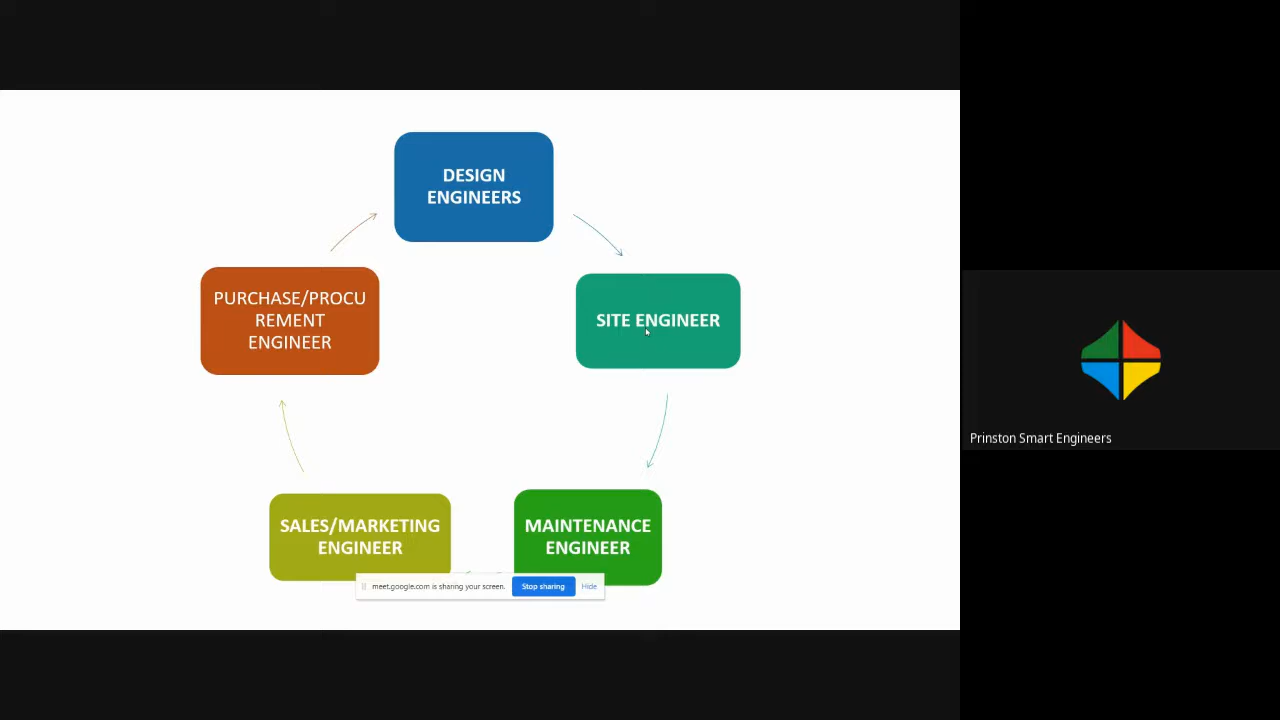 DESIGN
ENGINEERS
PURCHASE/PROCU
REMENT
ENGINEER
SITE ENGINEER
SALES/MARKETING
ENGINEER
MAINTENANCE
ENGINEER
meet.google.com is sharing your screen.
Stop sharing
Hide
Prinston Smart Engineers